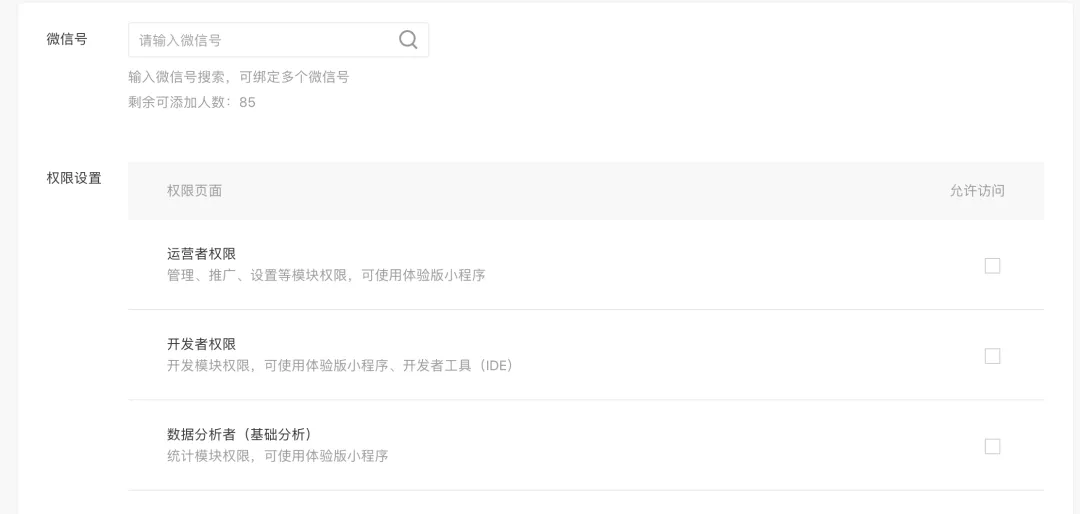 微信号
请输入微信号
输入微信号搜索，可绑定多个微信号
剩余可添加人数：85
权限设置
权限页面 允许访问
运营者权限
管理、推广、设置等模块权限，可使用体验版小程序
开发者权限
开发模块权限，可使用体验版小程序、开发者工具（IDE）
数据分析者（基础分析）
统计模块权限，可使用体验版小程序